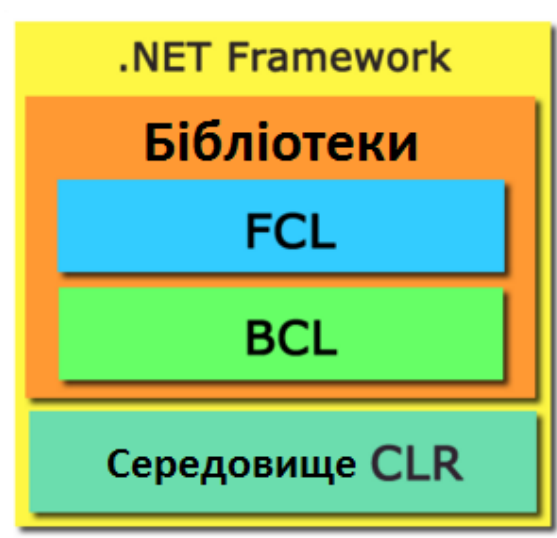 .NET Framework
Бібліотеки
FCL
BCL
Середовище CLR